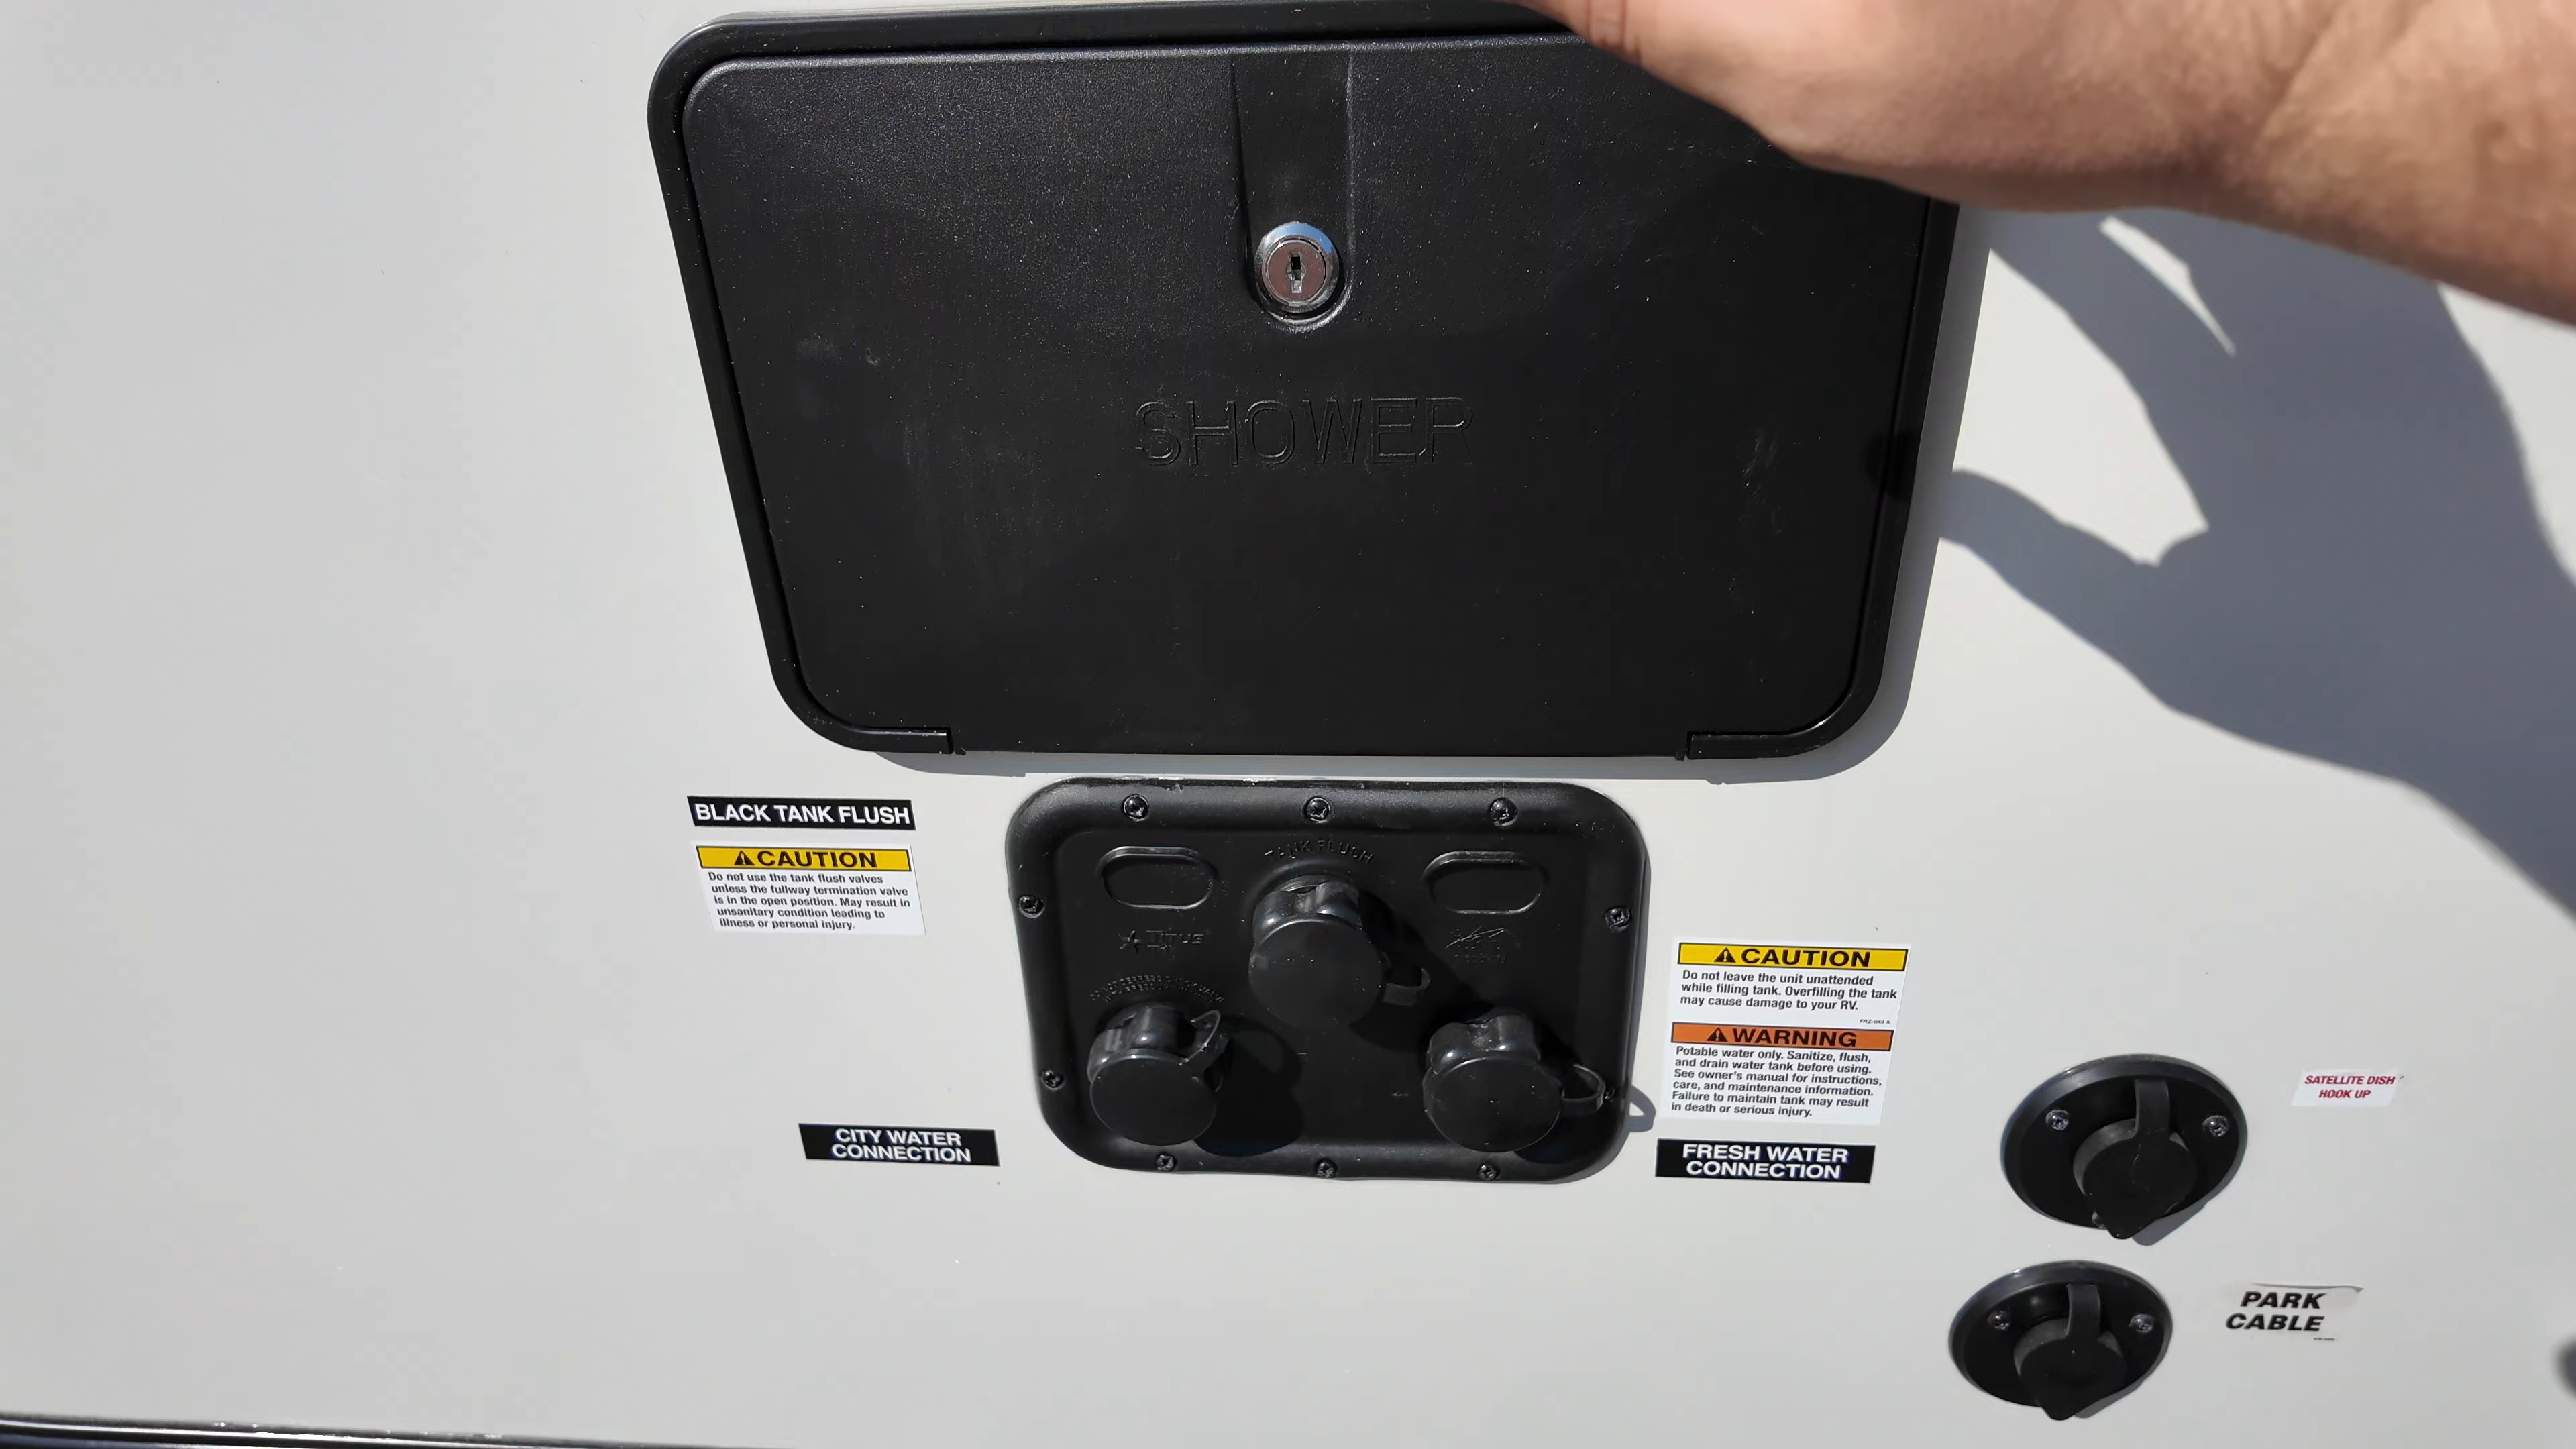 SHOWER
BLACK TANK FLUSH
CAUTION
Do not use the tank flush valves
unless the fullway termination valve
is in the open position. May result in
unsanitary condition leading to
illness or personal injury.
TANK FLUSH
TITUS
CAUTION
Do not leave the unit unattended
while filling tank. Overfilling the tank
may cause damage to your RV.
FRZ-042 A
WARNING
Potable water only. Sanitize, flush,
and drain water tank before using.
See owner's manual for instructions,
care, and maintenance information.
Failure to maintain tank may result
in death or serious injury.
CITY WATER
CONNECTION
FRESH WATER
CONNECTION
SATELLITE DISH
HOOK UP
PARK
CABLE